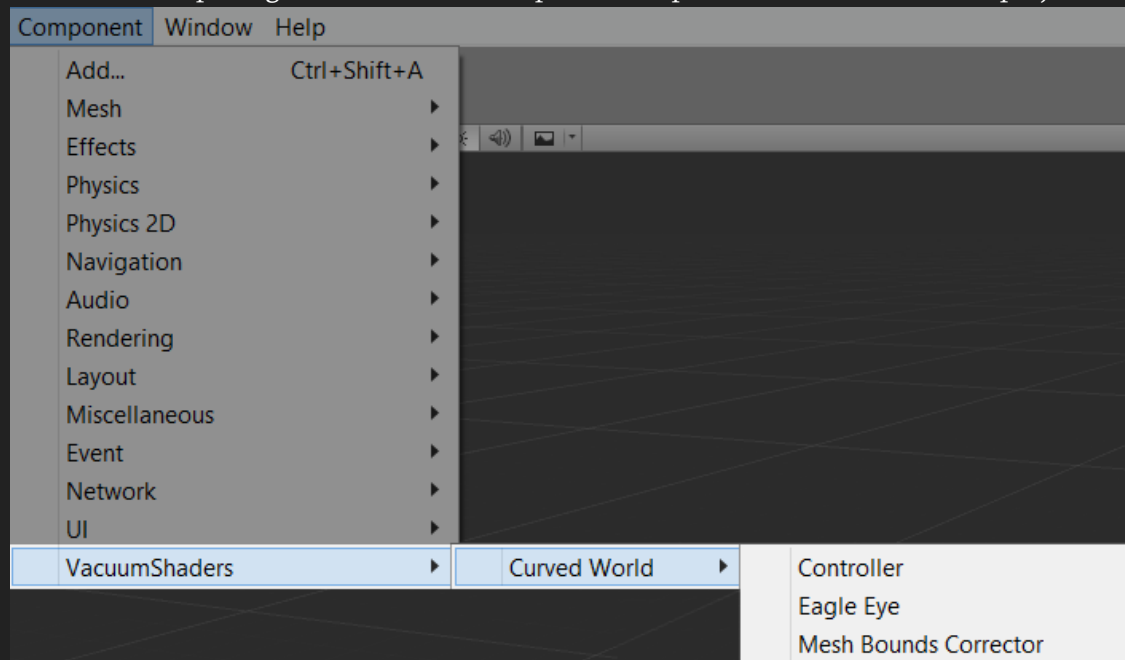 Component Window Help
Add... Ctrl+Shift+A
Mesh
Effects
Physics
Physics 2D
Navigation
Audio
Rendering
Layout
Miscellaneous
Event
Network
UI
VacuumShaders Curved World Controller
Eagle Eye
Mesh Bounds Corrector